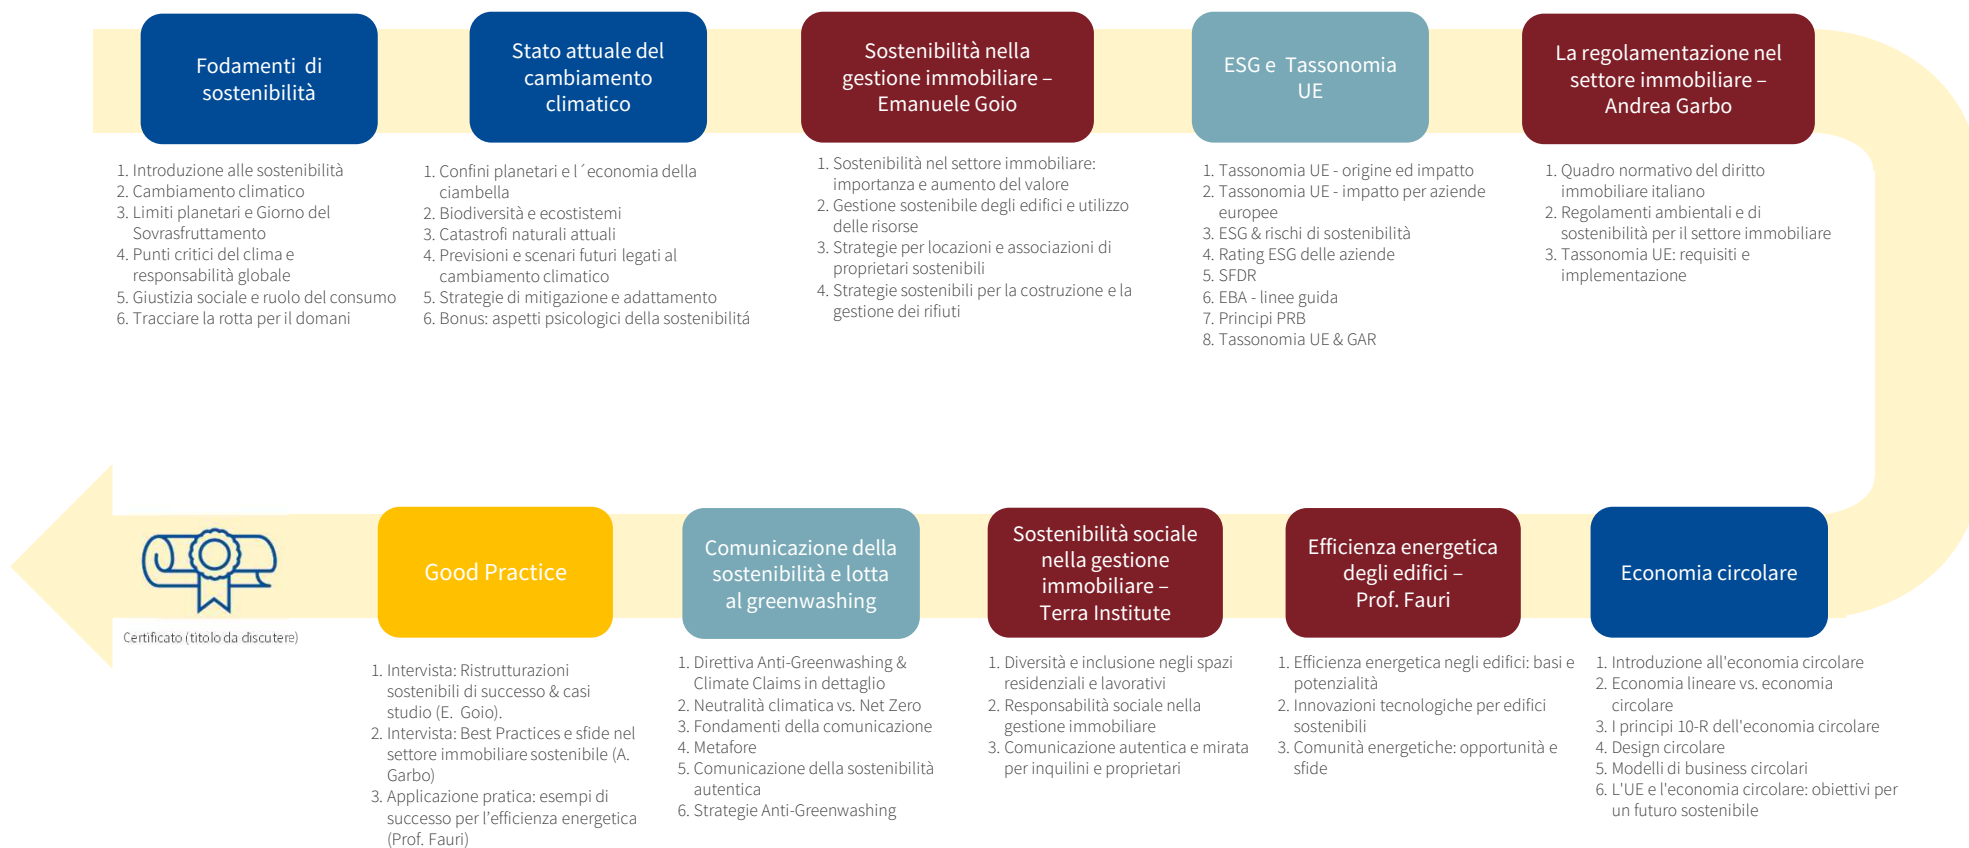 Fodamenti di
sostenibilità
1. Introduzione alle sostenibilità
2. Cambiamento climatico
3. Limiti planetari e Giorno del
Sovrasfruttamento
4. Punti critici del clima e
responsabilità globale
5. Giustizia sociale e ruolo del consumo
6. Tracciare la rotta per il domani
Stato attuale del
cambiamento
climatico
1. Confini planetari e l´economia della
ciambella
2. Biodiversità e ecostistemi
3. Catastrofi naturali attuali
4. Previsioni e scenari futuri legati al
cambiamento climatico
5. Strategie di mitigazione e adattamento
6. Bonus: aspetti psicologici della sostenibilitá
Sostenibilità nella
gestione immobiliare –
Emanuele Goio
1. Sostenibilità nel settore immobiliare:
importanza e aumento del valore
2. Gestione sostenibile degli edifici e utilizzo
delle risorse
3. Strategie per locazioni e associazioni di
proprietari sostenibili
4. Strategie sostenibili per la costruzione e la
gestione dei rifiuti
ESG e Tassonomia
UE
1. Tassonomia UE - origine ed impatto
2. Tassonomia UE - impatto per aziende
europee
3. ESG & rischi di sostenibilità
4. Rating ESG delle aziende
5. SFDR
6. EBA - linee guida
7. Principi PRB
8. Tassonomia UE & GAR
La regolamentazione nel
settore immobiliare –
Andrea Garbo
1. Quadro normativo del diritto
immobiliare italiano
2. Regolamenti ambientali e di
sostenibilità per il settore immobiliare
3. Tassonomia UE: requisiti e
implementazione
Economia circolare
1. Introduzione all'economia circolare
2. Economia lineare vs. economia
circolare
3. I principi 10-R dell'economia circolare
4. Design circolare
5. Modelli di business circolari
6. L'UE e l'economia circolare: obiettivi per
un futuro sostenibile
Efficienza energetica
degli edifici –
Prof. Fauri
1. Efficienza energetica negli edifici: basi e
potenzialità
2. Innovazioni tecnologiche per edifici
sostenibili
3. Comunità energetiche: opportunità e
sfide
Sostenibilità sociale
nella gestione
immobiliare –
Terra Institute
1. Diversità e inclusione negli spazi
residenziali e lavorativi
2. Responsabilità sociale nella
gestione immobiliare
3. Comunicazione autentica e mirata
per inquilini e proprietari
Comunicazione della
sostenibilità e lotta
al greenwashing
1. Direttiva Anti-Greenwashing &
Climate Claims in dettaglio
2. Neutralità climatica vs. Net Zero
3. Fondamenti della comunicazione
4. Metafore
5. Comunicazione della sostenibilità
autentica
6. Strategie Anti-Greenwashing
Good Practice
1. Intervista: Ristrutturazioni
sostenibili di successo & casi
studio (E. Goio).
2. Intervista: Best Practices e sfide nel
settore immobiliare sostenibile (A.
Garbo)
3. Applicazione pratica: esempi di
successo per l’efficienza energetica
(Prof. Fauri)
Certificato (titolo da discutere)